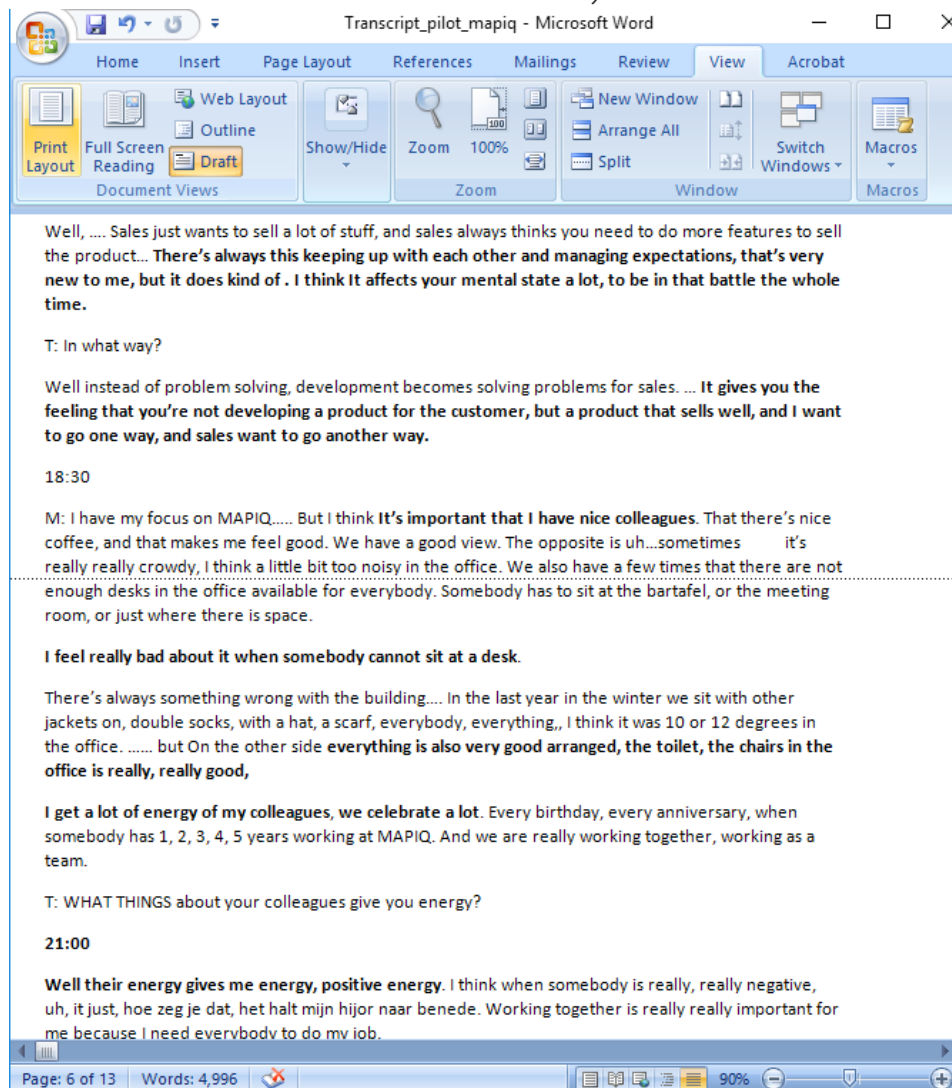 Transcript_pilot_mapiq - Microsoft Word
Home Insert Page Layout References Mailings Review View Acrobat
Print Layout
Full Screen Reading
Web Layout
Outline
Draft
Document Views
Show/Hide
Zoom
100%
Zoom
New Window
Arrange All
Split
Switch Windows
Window
Macros
Macros
Well, .... Sales just wants to sell a lot of stuff, and sales always thinks you need to do more features to sell
the product... There's always this keeping up with each other and managing expectations, that's very
new to me, but it does kind of . I think It affects your mental state a lot, to be in that battle the whole
time.
T: In what way?
Well instead of problem solving, development becomes solving problems for sales. ... It gives you the
feeling that you're not developing a product for the customer, but a product that sells well, and I want
to go one way, and sales want to go another way.
18:30
M: I have my focus on MAPIQ..... But I think It's important that I have nice colleagues. That there's nice
coffee, and that makes me feel good. We have a good view. The opposite is uh...sometimes it's
really really crowdy, I think a little bit too noisy in the office. We also have a few times that there are not
enough desks in the office available for everybody. Somebody has to sit at the bartafel, or the meeting
room, or just where there is space.
I feel really bad about it when somebody cannot sit at a desk.
There's always something wrong with the building.... In the last year in the winter we sit with other
jackets on, double socks, with a hat, a scarf, everybody, everything,, I think it was 10 or 12 degrees in
the office. ...... but On the other side everything is also very good arranged, the toilet, the chairs in the
office is really, really good,
I get a lot of energy of my colleagues, we celebrate a lot. Every birthday, every anniversary, when
somebody has 1, 2, 3, 4, 5 years working at MAPIQ. And we are really working together, working as a
team.
T: WHAT THINGS about your colleagues give you energy?
21:00
Well their energy gives me energy, positive energy. I think when somebody is really, really negative,
uh, it just, hoe zeg je dat, het halt mijn hijor naar benede. Working together is really really important for
me because I need everybody to do my job.
Page: 6 of 13 Words: 4,996 90%